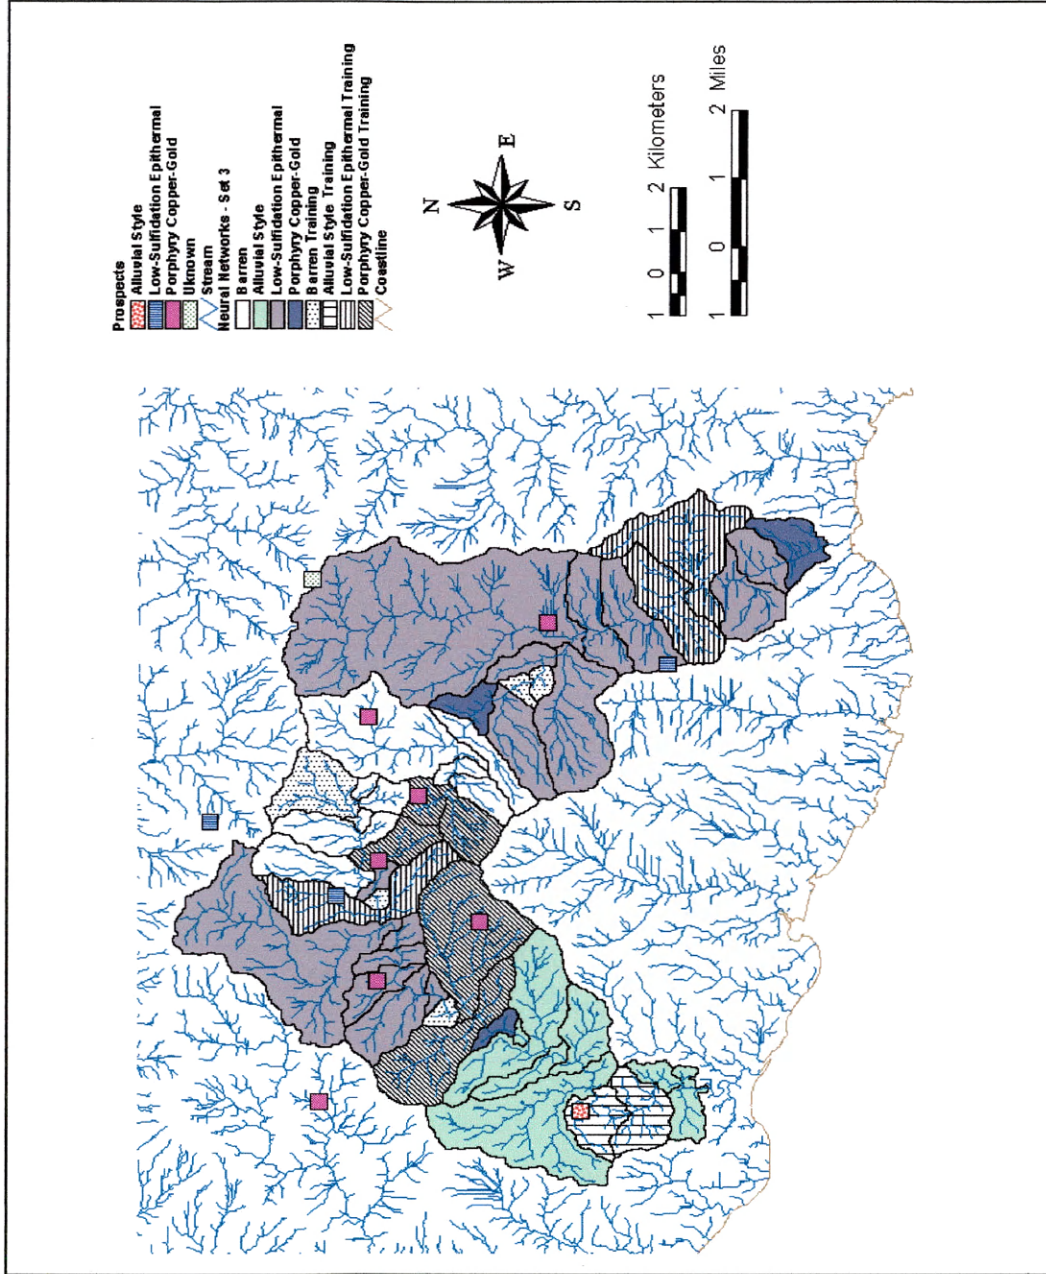 Prospects
Alluvial Style
Low-Sulfidation Epithermal
Porphyry Copper-Gold
Uknown
Stream
Neural Networks - Set 3
Barren
Alluvial Style
Low-Sulfidation Epithermal
Porphyry Copper-Gold
Barren Training
Alluvial Style Training
Low-Sulfidation Epithermal Training
Porphyry Copper-Gold Training
Coastline
N
W E
S
1 0 1 2 Kilometers
1 0 1 2 Miles